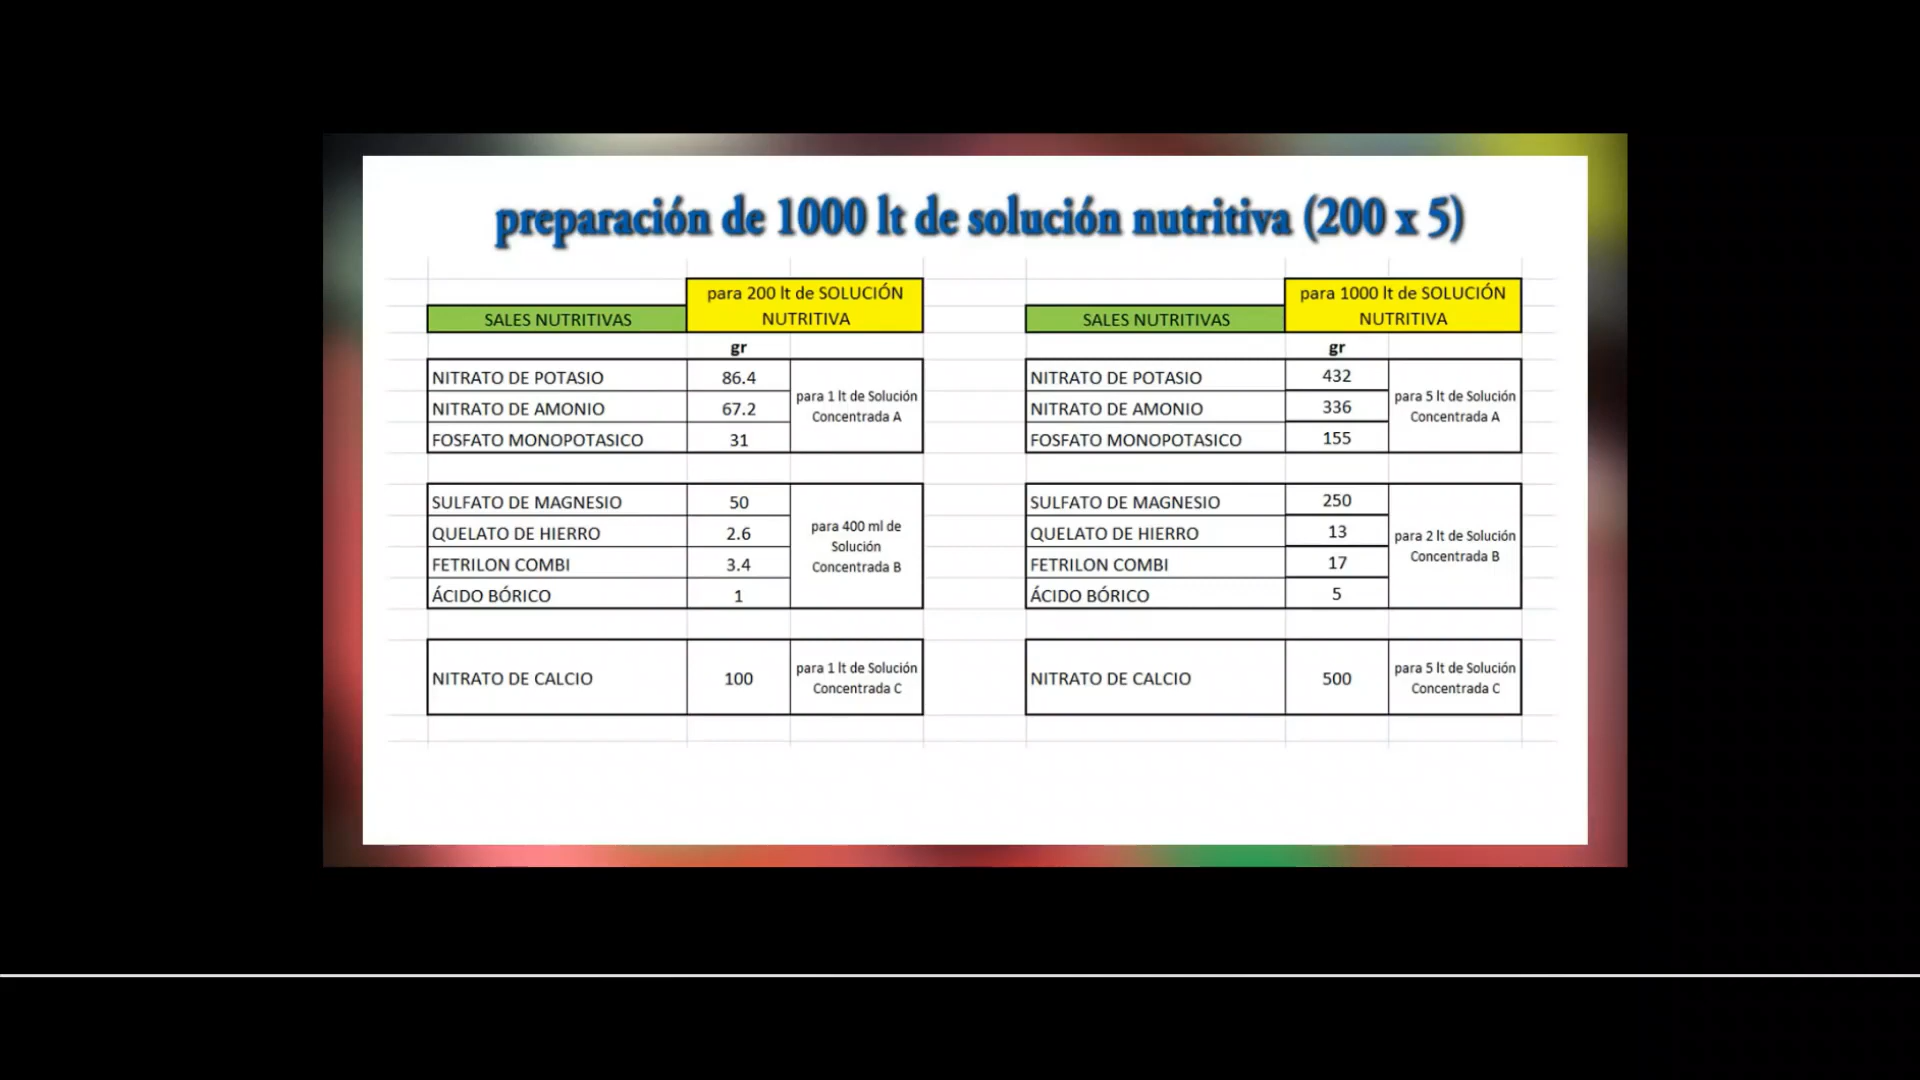 preparación de 1000 lt de solución nutritiva (200 x 5)
para 200 lt de SOLUCIÓN
SALES NUTRITIVAS NUTRITIVA
gr
NITRATO DE POTASIO 86.4
para 1 lt de Solución
NITRATO DE AMONIO 67.2
Concentrada A
FOSFATO MONOPOTASICO 31
SULFATO DE MAGNESIO 50
para 400 ml de
QUELATO DE HIERRO 2.6
Solución
FETRILON COMBI 3.4
Concentrada B
ÁCIDO BÓRICO 1
para 1 lt de Solución
NITRATO DE CALCIO 100
Concentrada C
para 1000 lt de SOLUCIÓN
SALES NUTRITIVAS NUTRITIVA
gr
NITRATO DE POTASIO 432
para 5 lt de Solución
NITRATO DE AMONIO 336
Concentrada A
FOSFATO MONOPOTASICO 155
SULFATO DE MAGNESIO 250
QUELATO DE HIERRO 13
para 2 lt de Solución
Concentrada B
FETRILON COMBI 17
ÁCIDO BÓRICO 5
para 5 lt de Solución
NITRATO DE CALCIO 500
Concentrada C